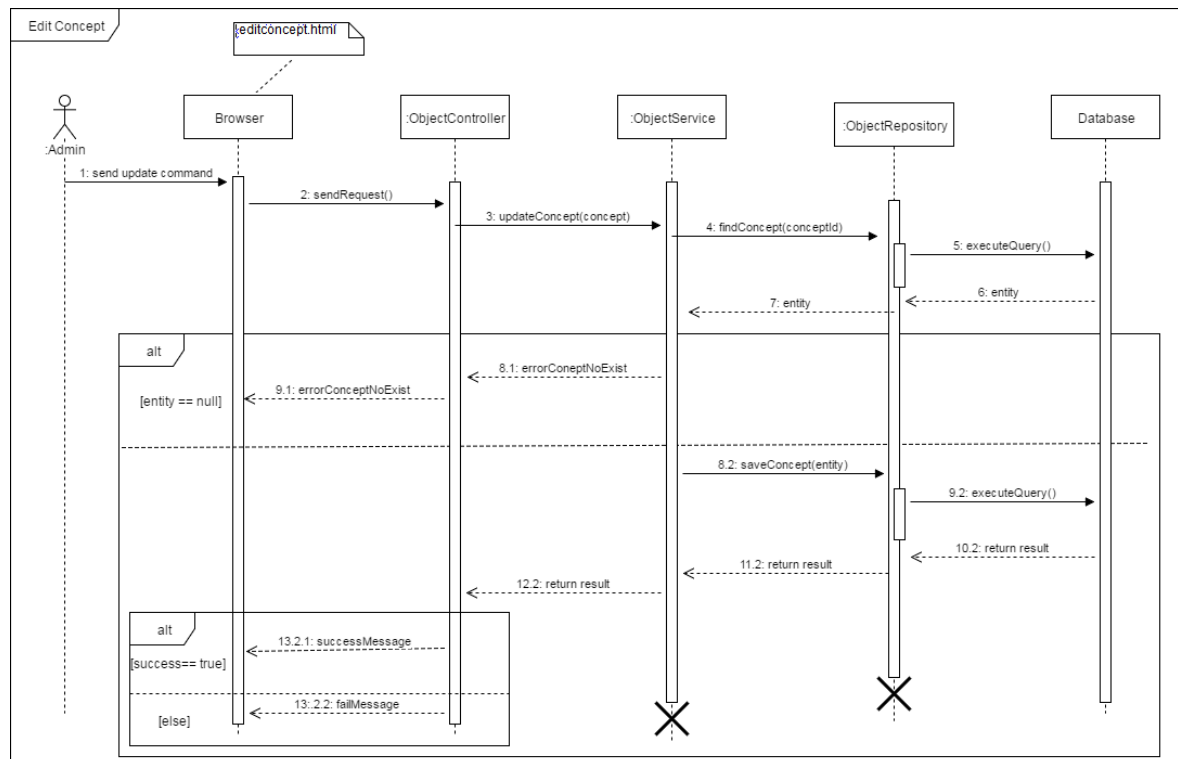 Edit Concept
:editconcept.html
Browser
:ObjectController
:ObjectService
:ObjectRepository
Database
:Admin
1: send update command
2: sendRequest()
3: updateConcept(concept)
4: findConcept(conceptId)
5: executeQuery()
6: entity
7: entity
alt
8.1: errorConeptNoExist
9.1: errorConceptNoExist
[entity == null]
8.2: saveConcept(entity)
9.2: executeQuery()
10.2: return result
11.2: return result
12.2: return result
alt
13.2.1: successMessage
[success== true]
13:.2.2: failMessage
[else]